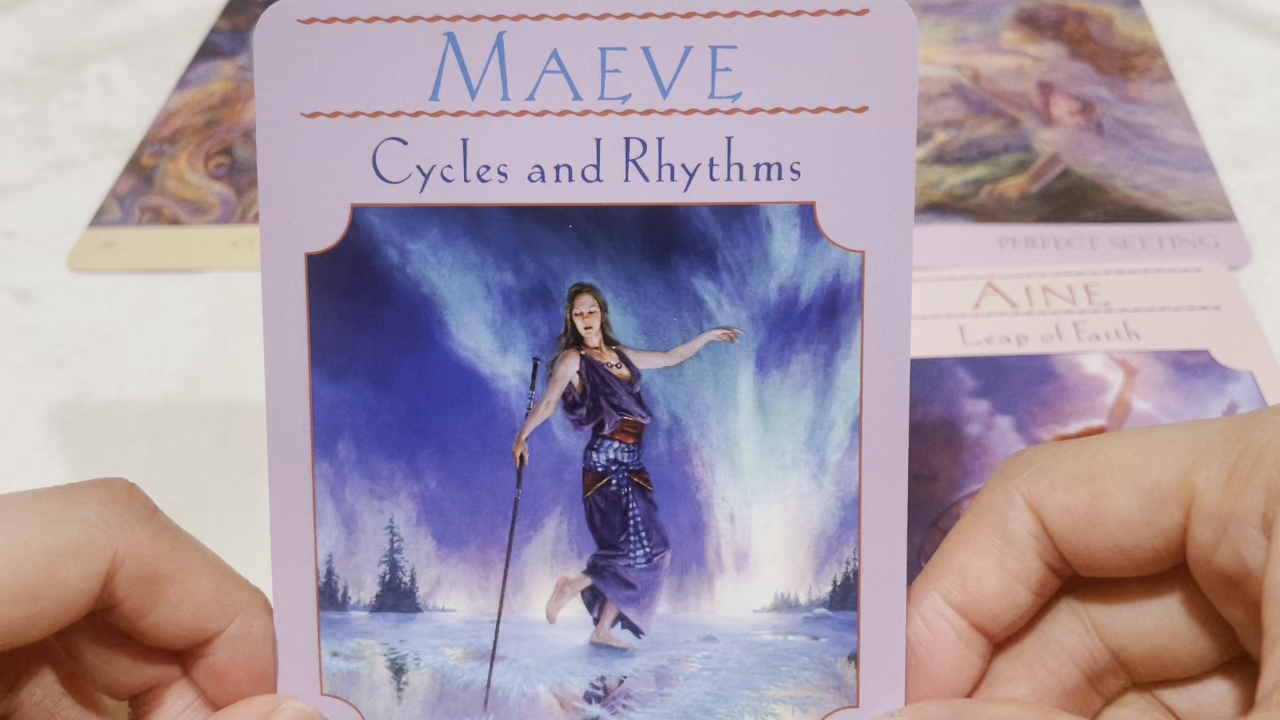 MAEVE
Cycles and Rhythms
PERFECT SETTING
AINE
Leap of Faith